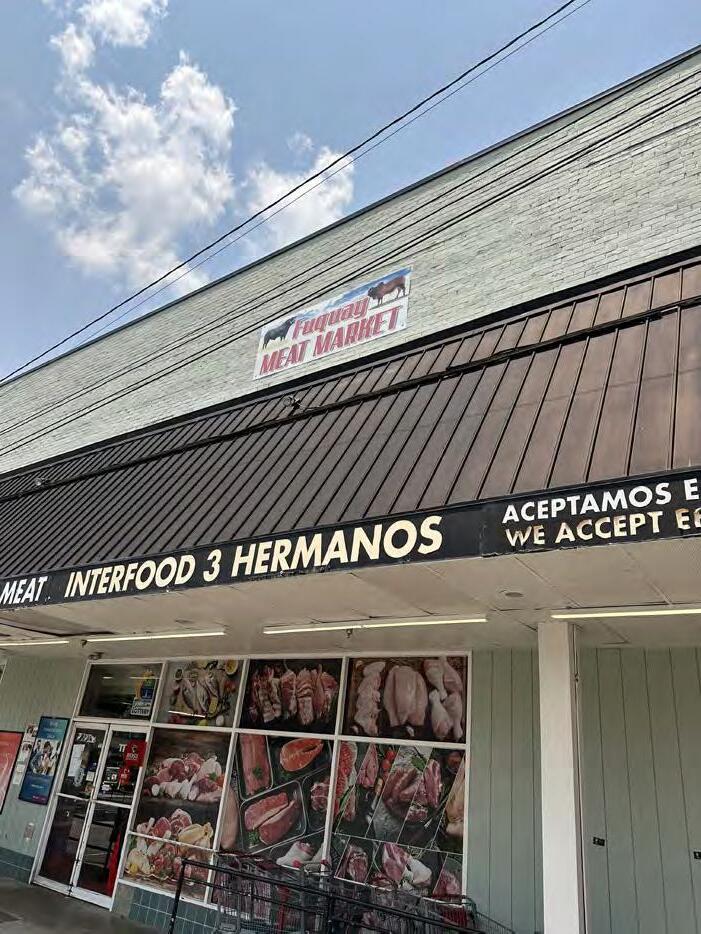 Fuquay
MEAT MARKET
MEAT INTERFOOD 3 HERMANOS
ACEPTAMOS E
WE ACCEPT E